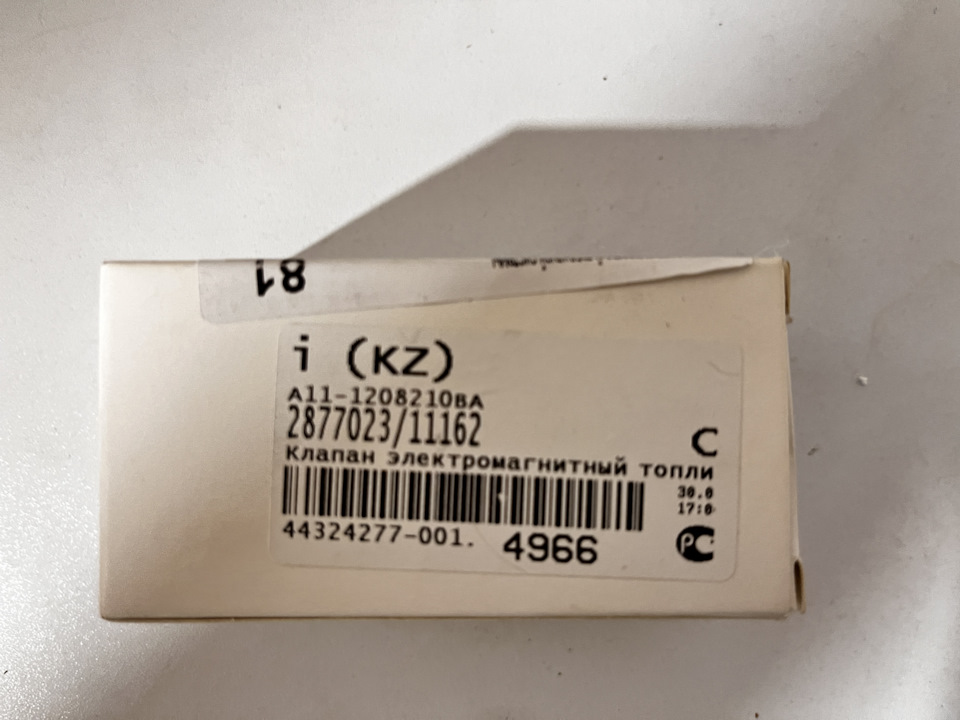 81
i (KZ)
A11-1208210BA
2877023/11162
C
Клапан электромагнитный топли
30.0
17:0
44324277-001.
4966
РС